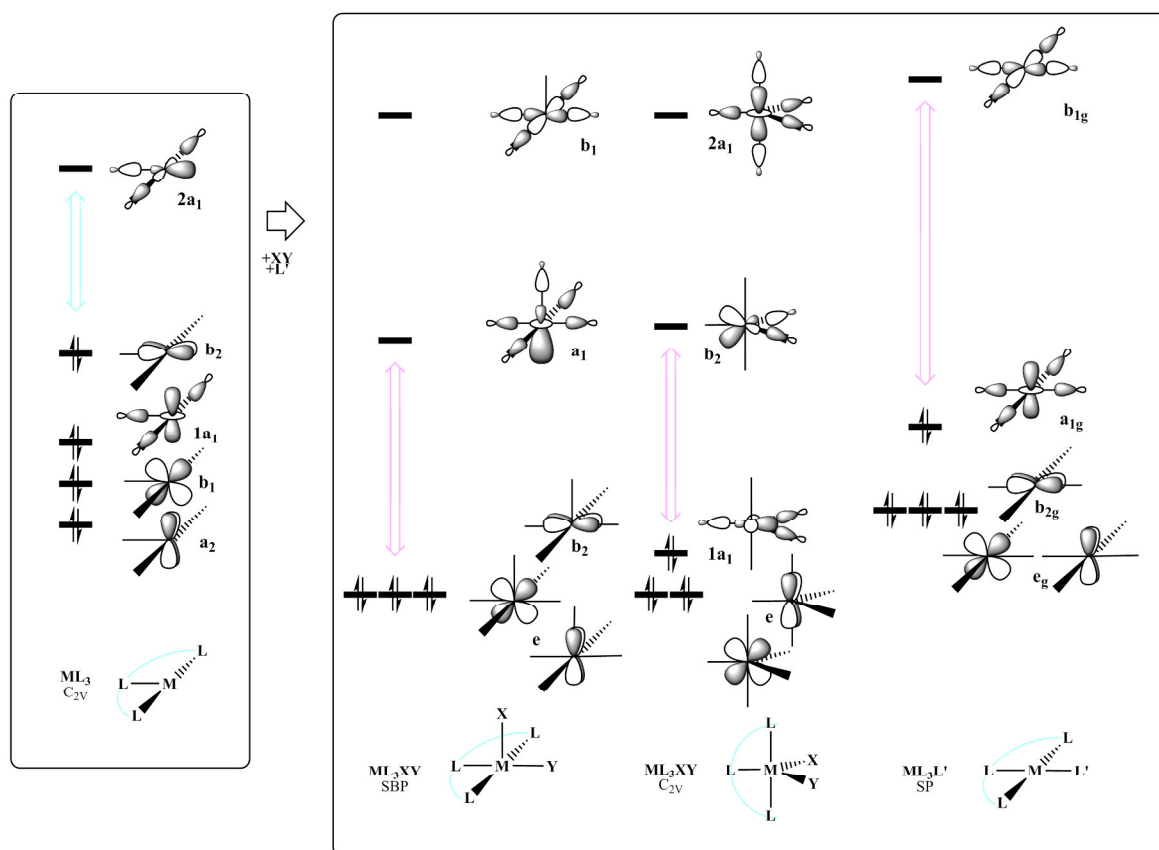 2a₁
b₂
1a₁
b₁
a₂
ML₃
C₂ᵥ
L
L
M
L
+XY
+L'
b₁
a₁
b₂
e
ML₃XY
SBP
X
L
L
M
Y
L
2a₁
b₂
1a₁
e
ML₃XY
C₂ᵥ
L
L
M
X
Y
L
b₁g
a₁g
b₂g
eg
ML₃L'
SP
L
L
M
L'
L